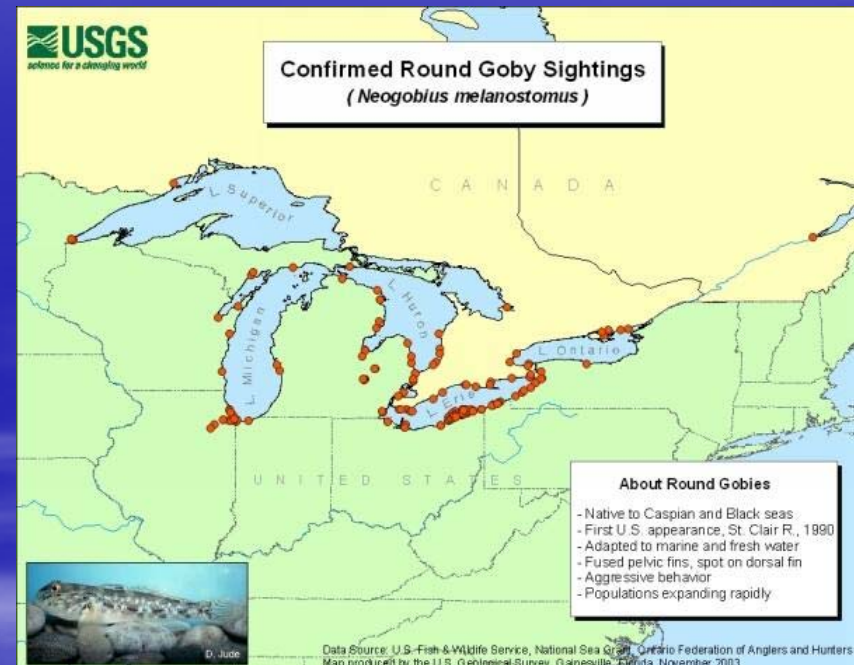 USGS
science for a changing world
Confirmed Round Goby Sightings
( Neogobius melanostomus )
CANADA
L. Superior
L. Michigan
L. Huron
L. Ontario
L. Erie
UNITED STATES
About Round Gobies
- Native to Caspian and Black seas
- First U.S. appearance, St. Clair R., 1990
- Adapted to marine and fresh water
- Fused pelvic fins, spot on dorsal fin
- Aggressive behavior
- Populations expanding rapidly
D. Jude
Data Source: U.S. Fish & Wildlife Service, National Sea Grant, Ontario Federation of Anglers and Hunters
Map produced by the U.S. Geological Survey, Gainesville, Florida, November 2003